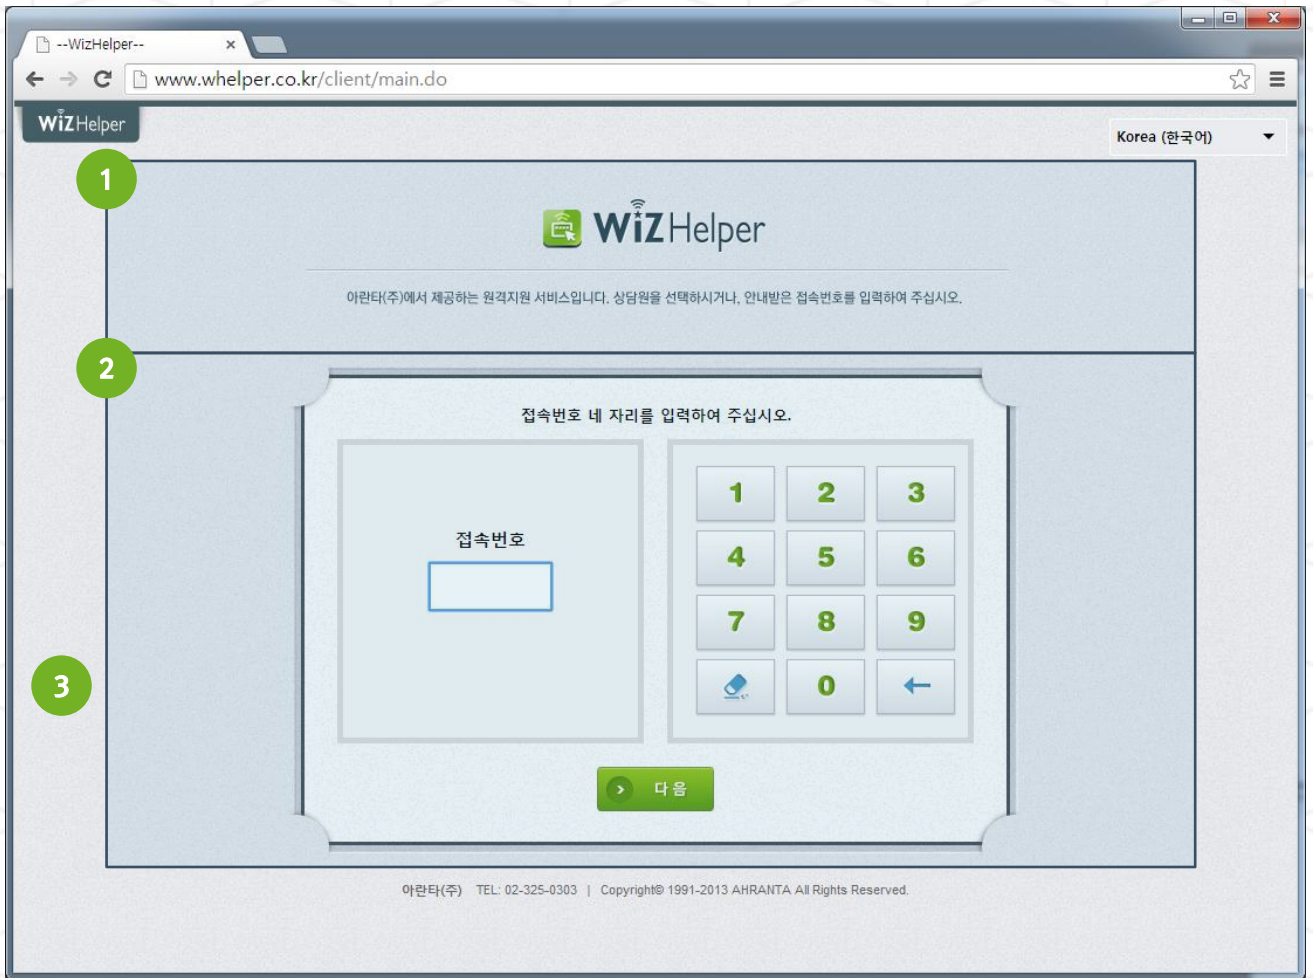 --WizHelper--
www.whelper.co.kr/client/main.do
WiZHelper
Korea (한국어)
1
WiZHelper
아란타(주)에서 제공하는 원격지원 서비스입니다. 상담원을 선택하시거나, 안내받은 접속번호를 입력하여 주십시오.
2
접속번호 네 자리를 입력하여 주십시오.
접속번호
1 2 3
4 5 6
7 8 9
0
3
다음
아란타(주) TEL: 02-325-0303 | Copyright© 1991-2013 AHRANTA All Rights Reserved.